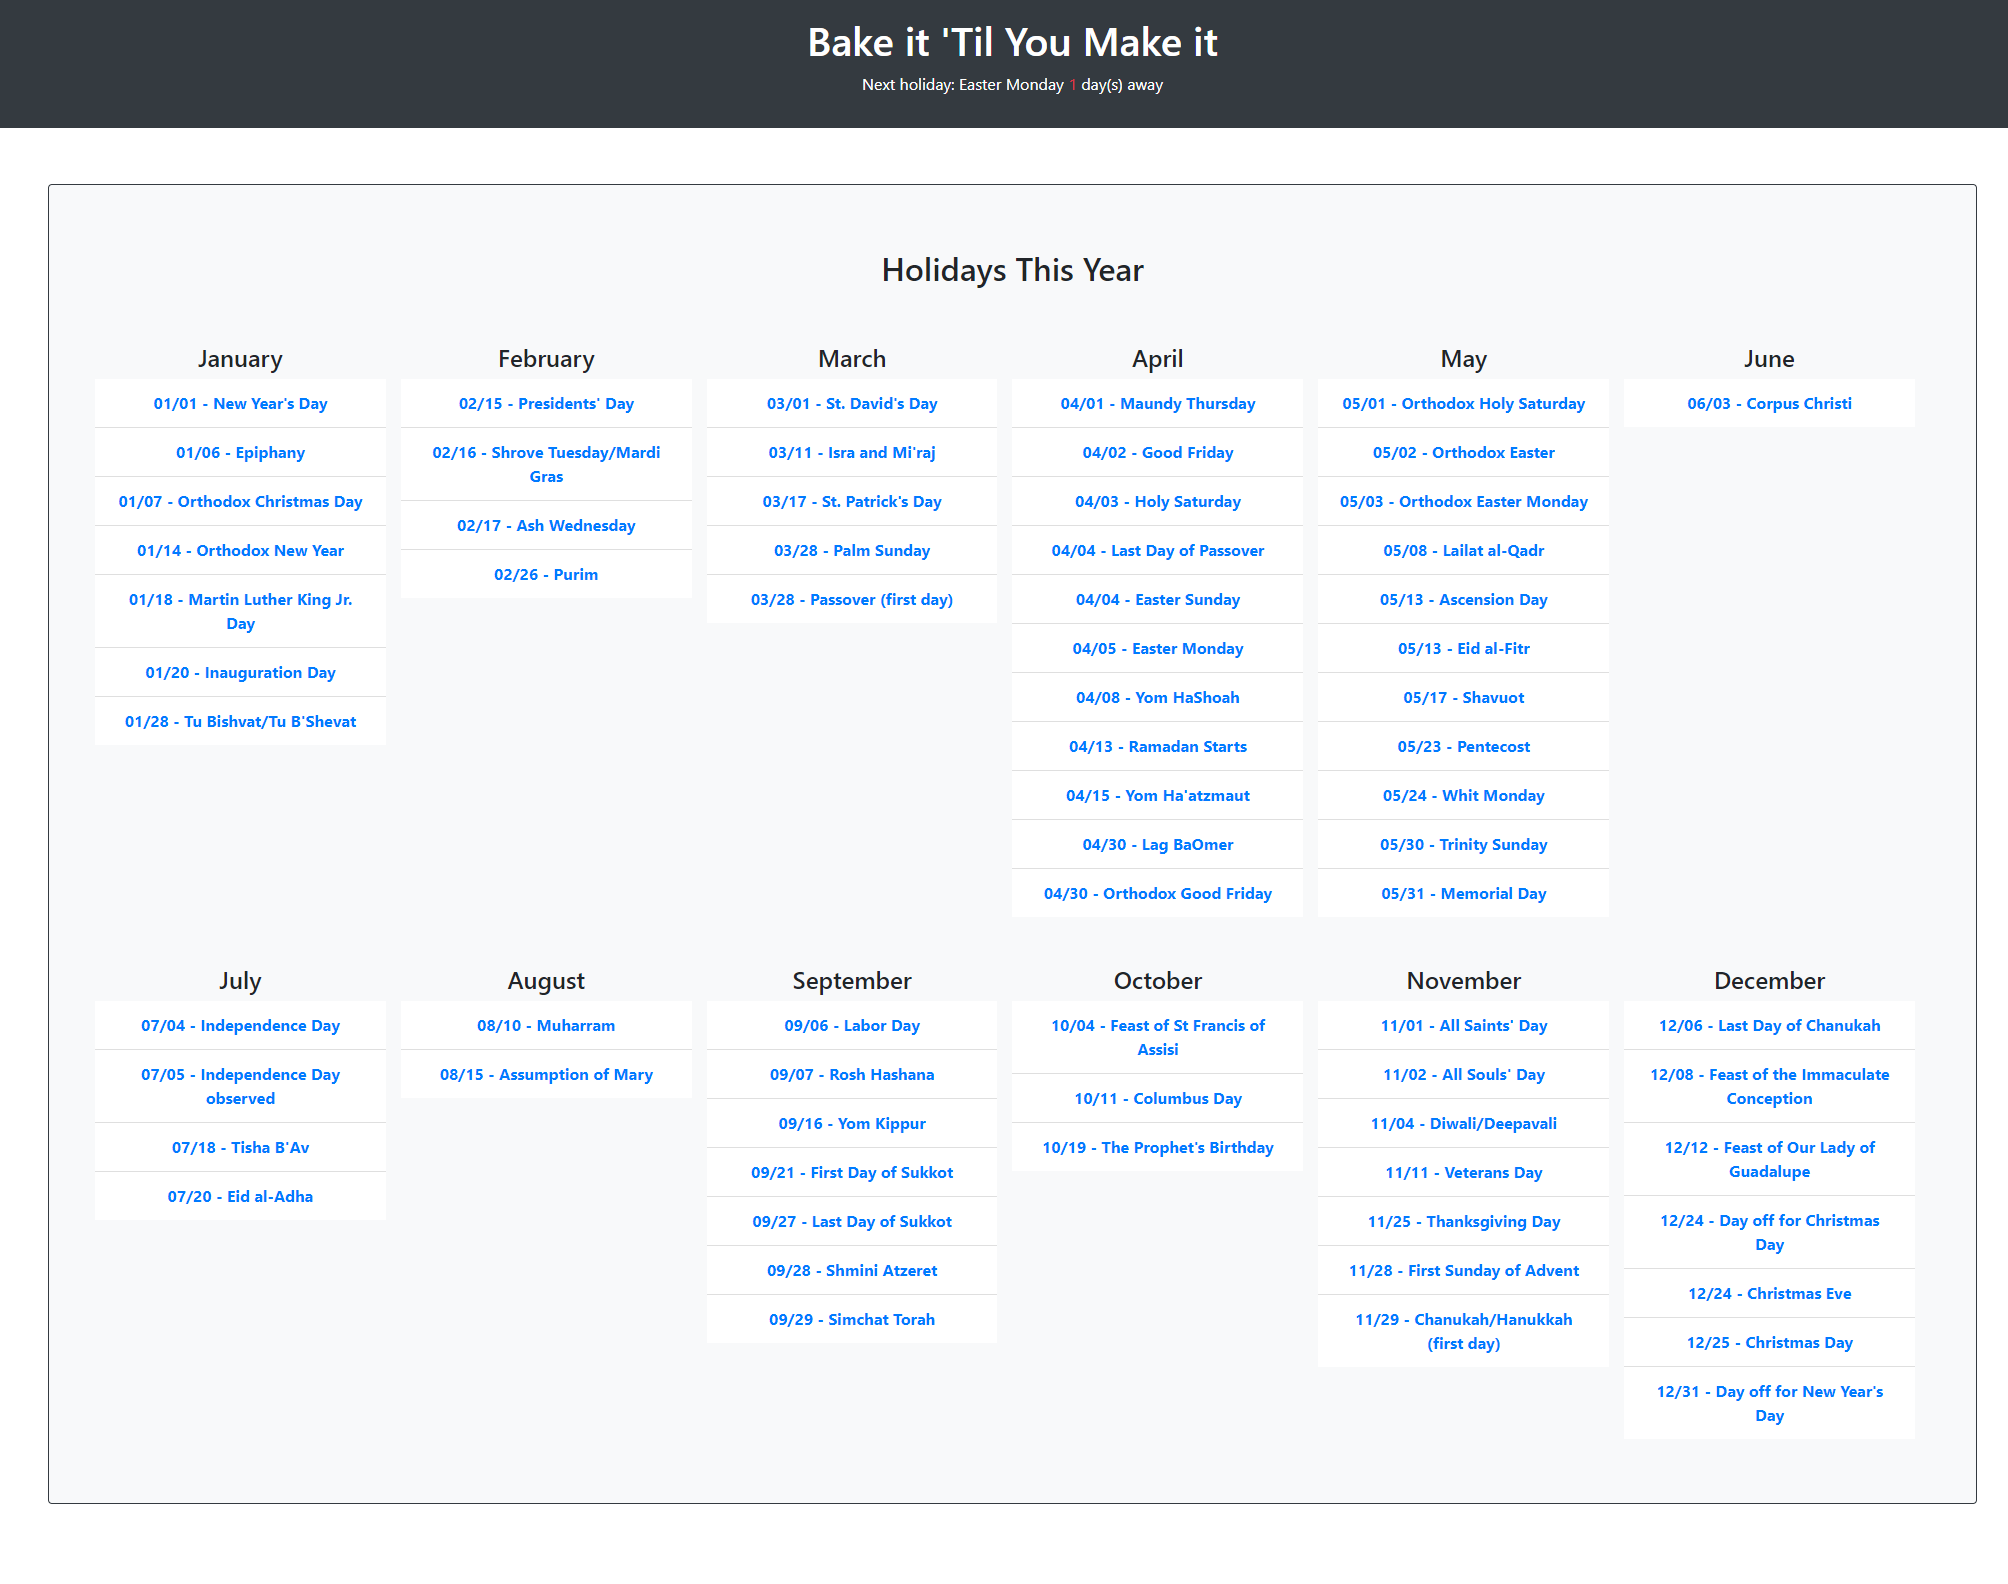 Bake it 'Til You Make it
Next holiday: Easter Monday 1 day(s) away
Holidays This Year
January
01/01 - New Year's Day
01/06 - Epiphany
01/07 - Orthodox Christmas Day
01/14 - Orthodox New Year
01/18 - Martin Luther King Jr.
Day
01/20 - Inauguration Day
01/28 - Tu Bishvat/Tu B'Shevat
February
02/15 - Presidents' Day
02/16 - Shrove Tuesday/Mardi
Gras
02/17 - Ash Wednesday
02/26 - Purim
March
03/01 - St. David's Day
03/11 - Isra and Mi'raj
03/17 - St. Patrick's Day
03/28 - Palm Sunday
03/28 - Passover (first day)
April
04/01 - Maundy Thursday
04/02 - Good Friday
04/03 - Holy Saturday
04/04 - Last Day of Passover
04/04 - Easter Sunday
04/05 - Easter Monday
04/08 - Yom HaShoah
04/13 - Ramadan Starts
04/15 - Yom Ha'atzmaut
04/30 - Lag BaOmer
04/30 - Orthodox Good Friday
May
05/01 - Orthodox Holy Saturday
05/02 - Orthodox Easter
05/03 - Orthodox Easter Monday
05/08 - Lailat al-Qadr
05/13 - Ascension Day
05/13 - Eid al-Fitr
05/17 - Shavuot
05/23 - Pentecost
05/24 - Whit Monday
05/30 - Trinity Sunday
05/31 - Memorial Day
June
06/03 - Corpus Christi
July
07/04 - Independence Day
07/05 - Independence Day
observed
07/18 - Tisha B'Av
07/20 - Eid al-Adha
August
08/10 - Muharram
08/15 - Assumption of Mary
September
09/06 - Labor Day
09/07 - Rosh Hashana
09/16 - Yom Kippur
09/21 - First Day of Sukkot
09/27 - Last Day of Sukkot
09/28 - Shmini Atzeret
09/29 - Simchat Torah
October
10/04 - Feast of St Francis of
Assisi
10/11 - Columbus Day
10/19 - The Prophet's Birthday
November
11/01 - All Saints' Day
11/02 - All Souls' Day
11/04 - Diwali/Deepavali
11/11 - Veterans Day
11/25 - Thanksgiving Day
11/28 - First Sunday of Advent
11/29 - Chanukah/Hanukkah
(first day)
December
12/06 - Last Day of Chanukah
12/08 - Feast of the Immaculate
Conception
12/12 - Feast of Our Lady of
Guadalupe
12/24 - Day off for Christmas
Day
12/24 - Christmas Eve
12/25 - Christmas Day
12/31 - Day off for New Year's
Day